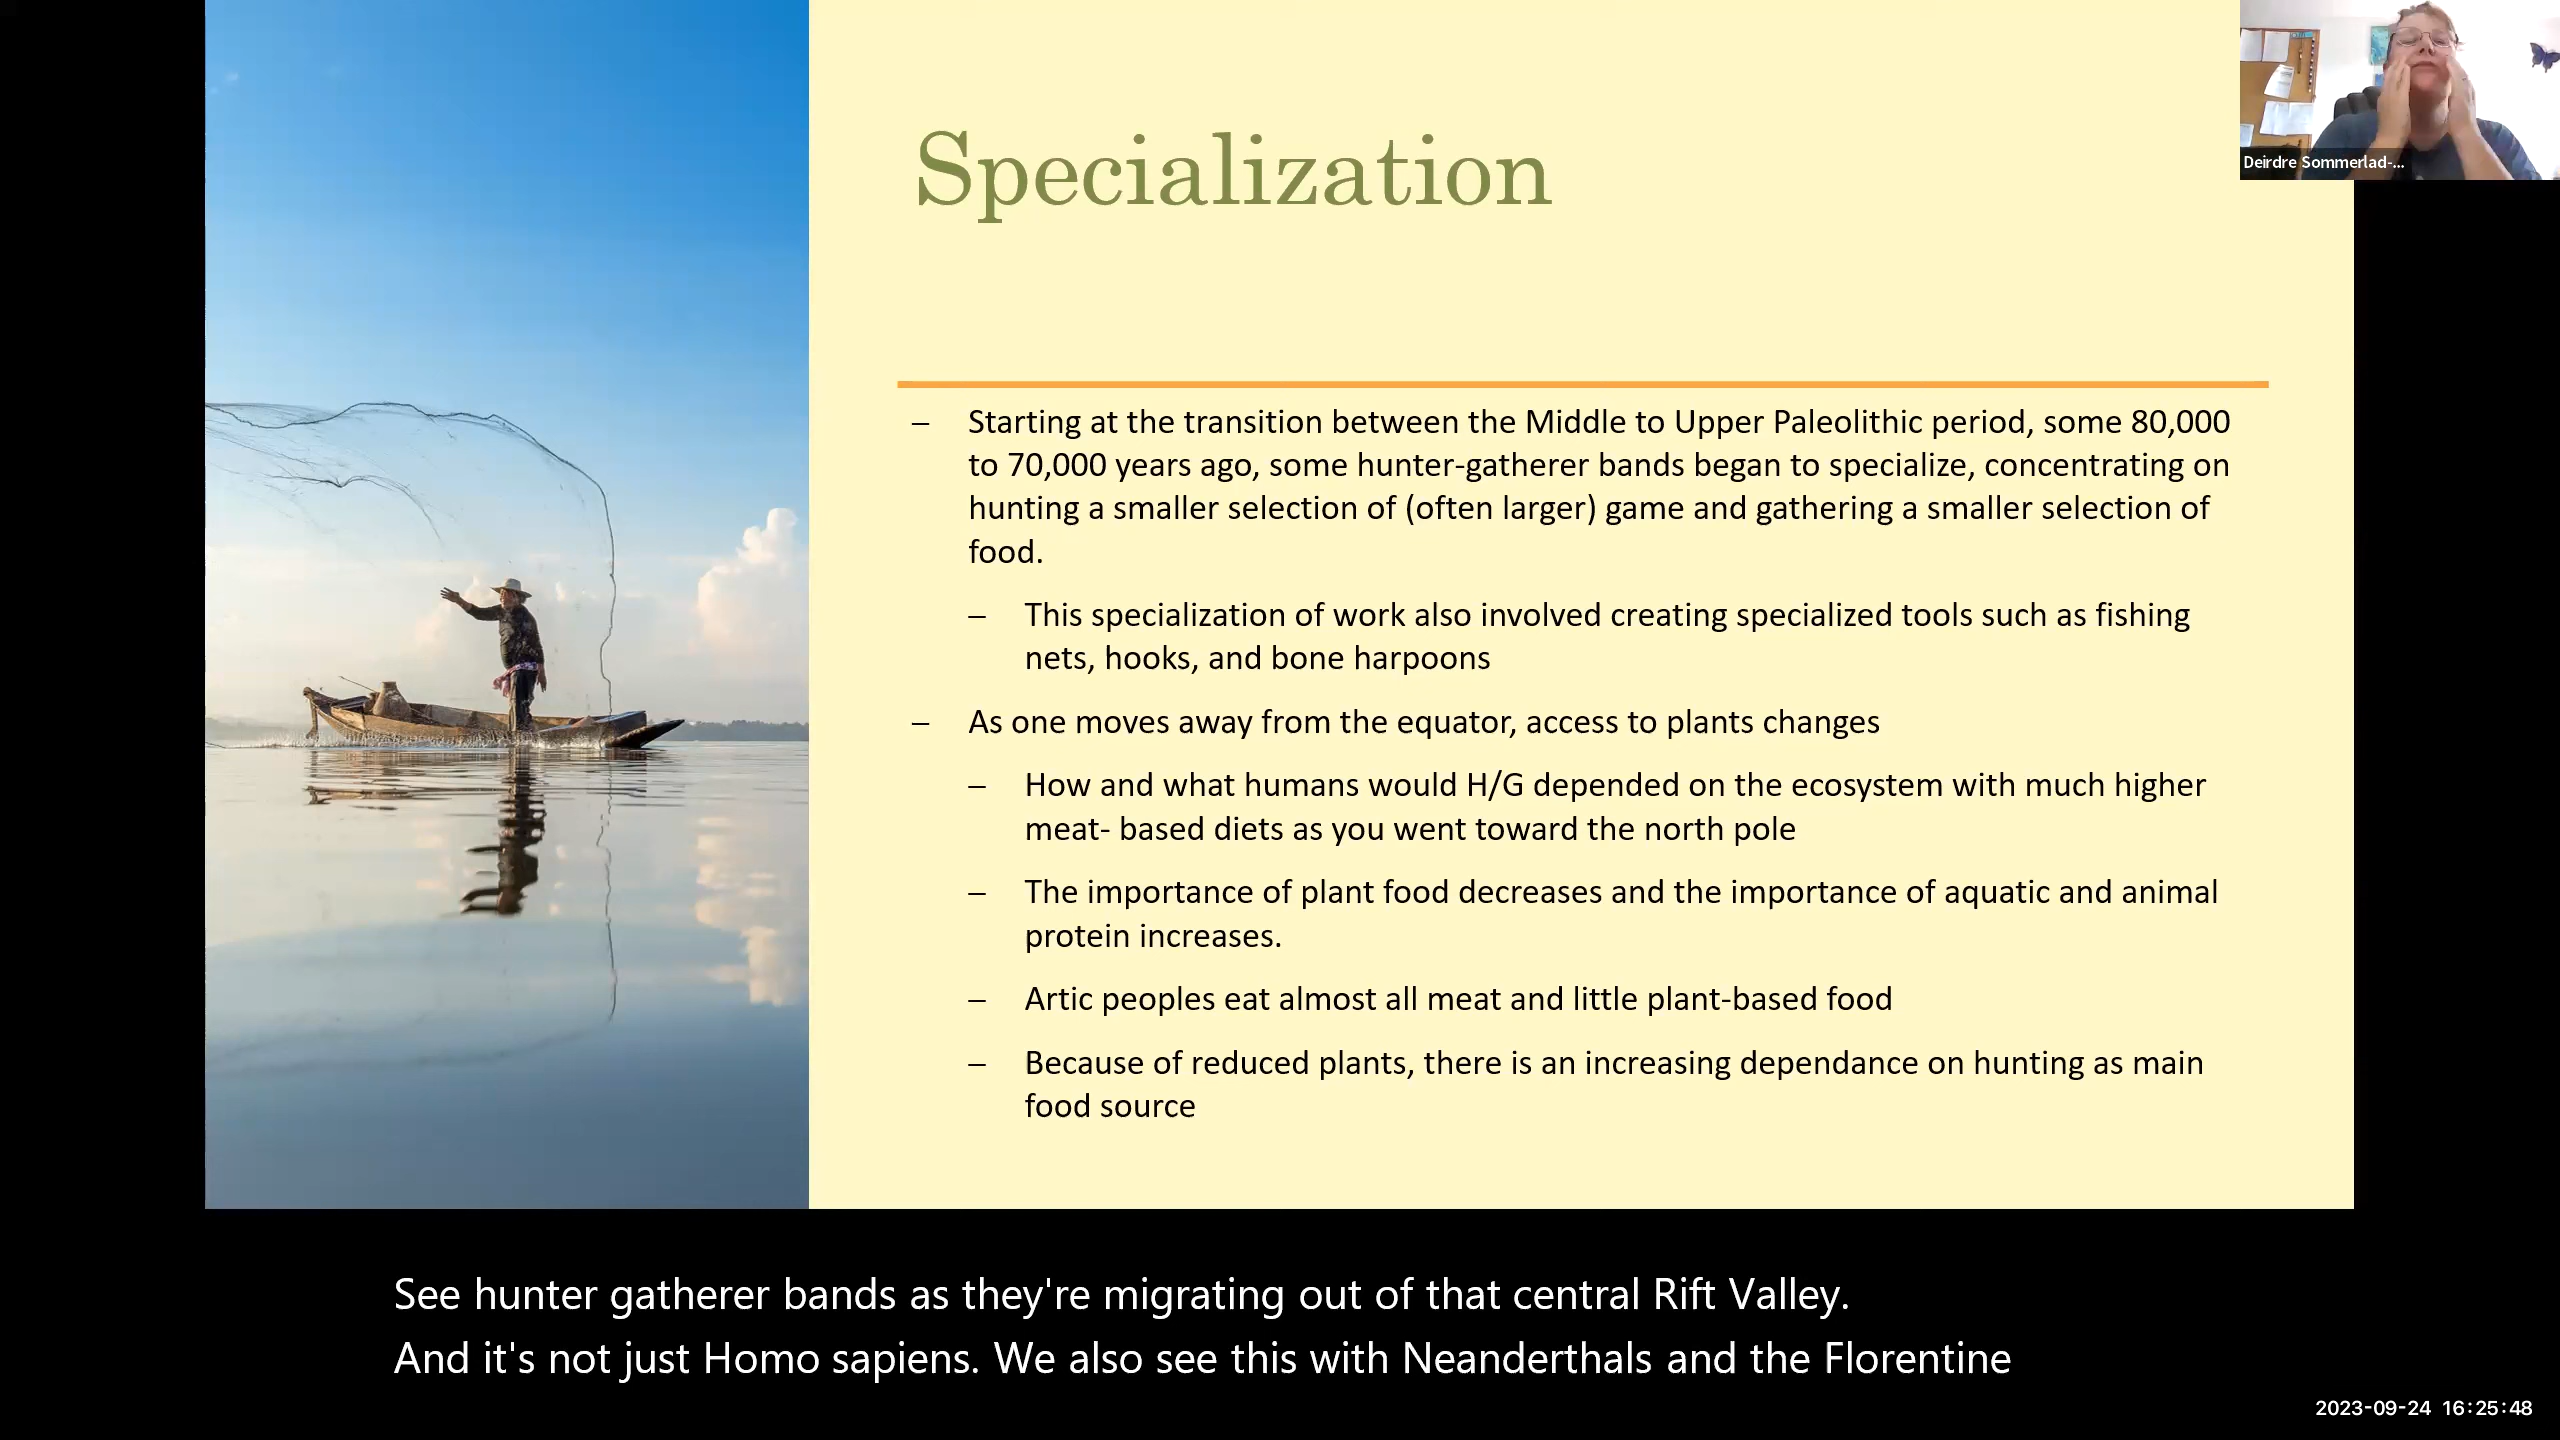 Deirdre Sommerlad-...
Specialization
– Starting at the transition between the Middle to Upper Paleolithic period, some 80,000
to 70,000 years ago, some hunter-gatherer bands began to specialize, concentrating on
hunting a smaller selection of (often larger) game and gathering a smaller selection of
food.
– This specialization of work also involved creating specialized tools such as fishing
nets, hooks, and bone harpoons
– As one moves away from the equator, access to plants changes
– How and what humans would H/G depended on the ecosystem with much higher
meat- based diets as you went toward the north pole
– The importance of plant food decreases and the importance of aquatic and animal
protein increases.
– Artic peoples eat almost all meat and little plant-based food
– Because of reduced plants, there is an increasing dependance on hunting as main
food source
See hunter gatherer bands as they're migrating out of that central Rift Valley.
And it's not just Homo sapiens. We also see this with Neanderthals and the Florentine
2023-09-24 16:25:48